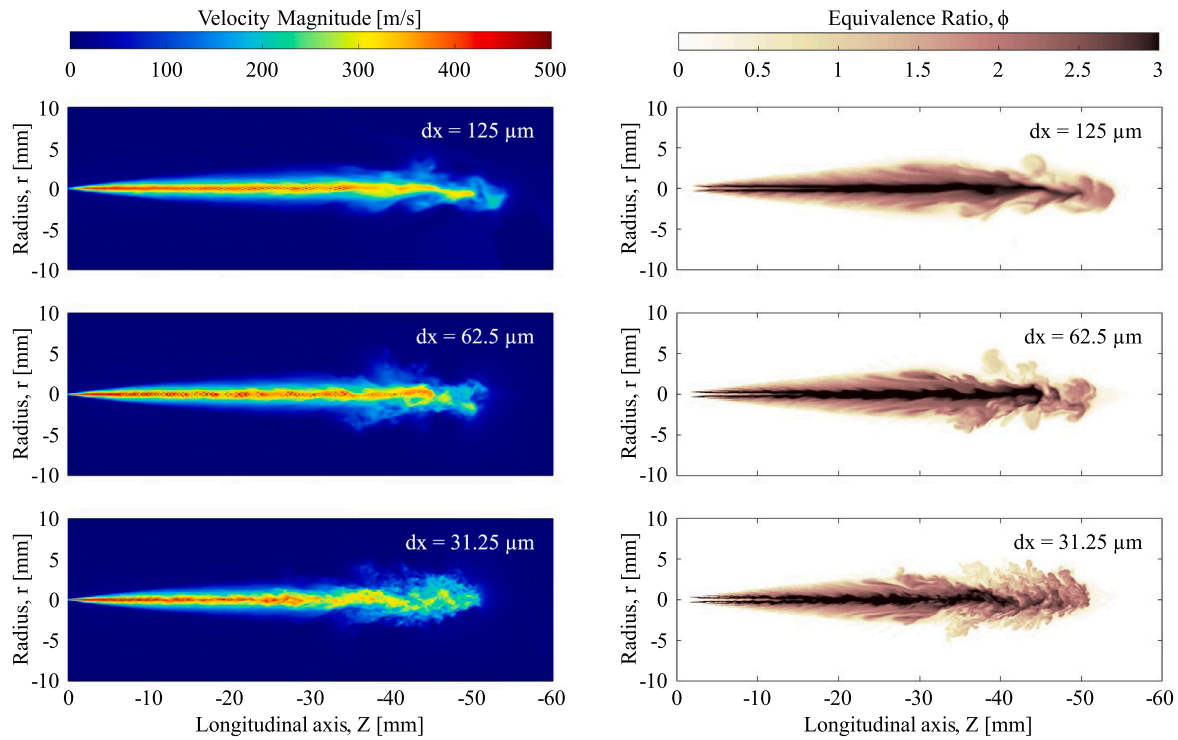 Velocity Magnitude [m/s]
0 100 200 300 400 500
Equivalence Ratio, ϕ
0 0.5 1 1.5 2 2.5 3
10
5
0
-5
-10
Radius, r [mm]
dx = 125 µm
10
5
0
-5
-10
Radius, r [mm]
dx = 125 µm
10
5
0
-5
-10
Radius, r [mm]
dx = 62.5 µm
10
5
0
-5
-10
Radius, r [mm]
dx = 62.5 µm
10
5
0
-5
-10
Radius, r [mm]
dx = 31.25 µm
0 -10 -20 -30 -40 -50 -60
Longitudinal axis, Z [mm]
10
5
0
-5
-10
Radius, r [mm]
dx = 31.25 µm
0 -10 -20 -30 -40 -50 -60
Longitudinal axis, Z [mm]